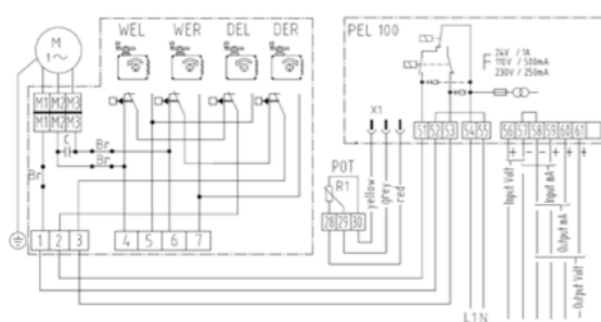 M
1~
WEL
WER
DEL
DER
PEL 100
24V / 1A
F
110V / 500mA
230V / 250mA
M1 M2 M3
M1 M2 M3
C
Br
Br
Br
X1
51 52 53 54 55 56 57 58 59 60 61
+ - - + + +
POT
R1
yellow
grey
red
28 29 30
Input Volt
Input mA
Output mA
Output Volt
1 2 3 4 5 6 7
L1N